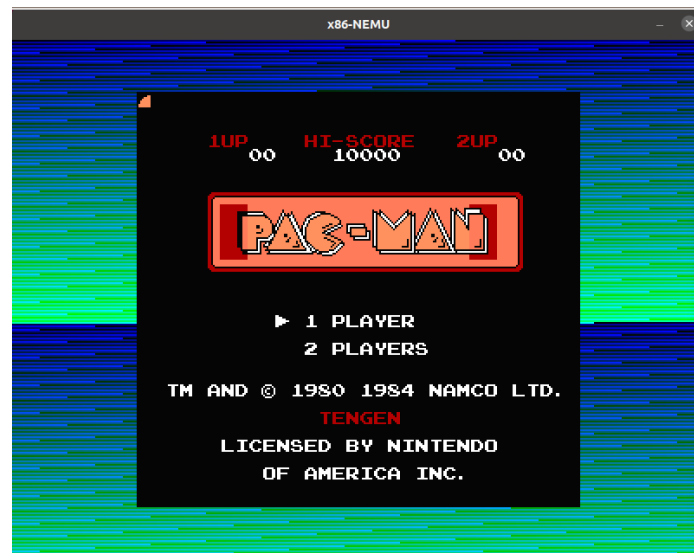 x86-NEMU
1UP HI-SCORE 2UP
00 10000 00
PAC-MAN
1 PLAYER
2 PLAYERS
TM AND © 1980 1984 NAMCO LTD.
TENGEN
LICENSED BY NINTENDO
OF AMERICA INC.